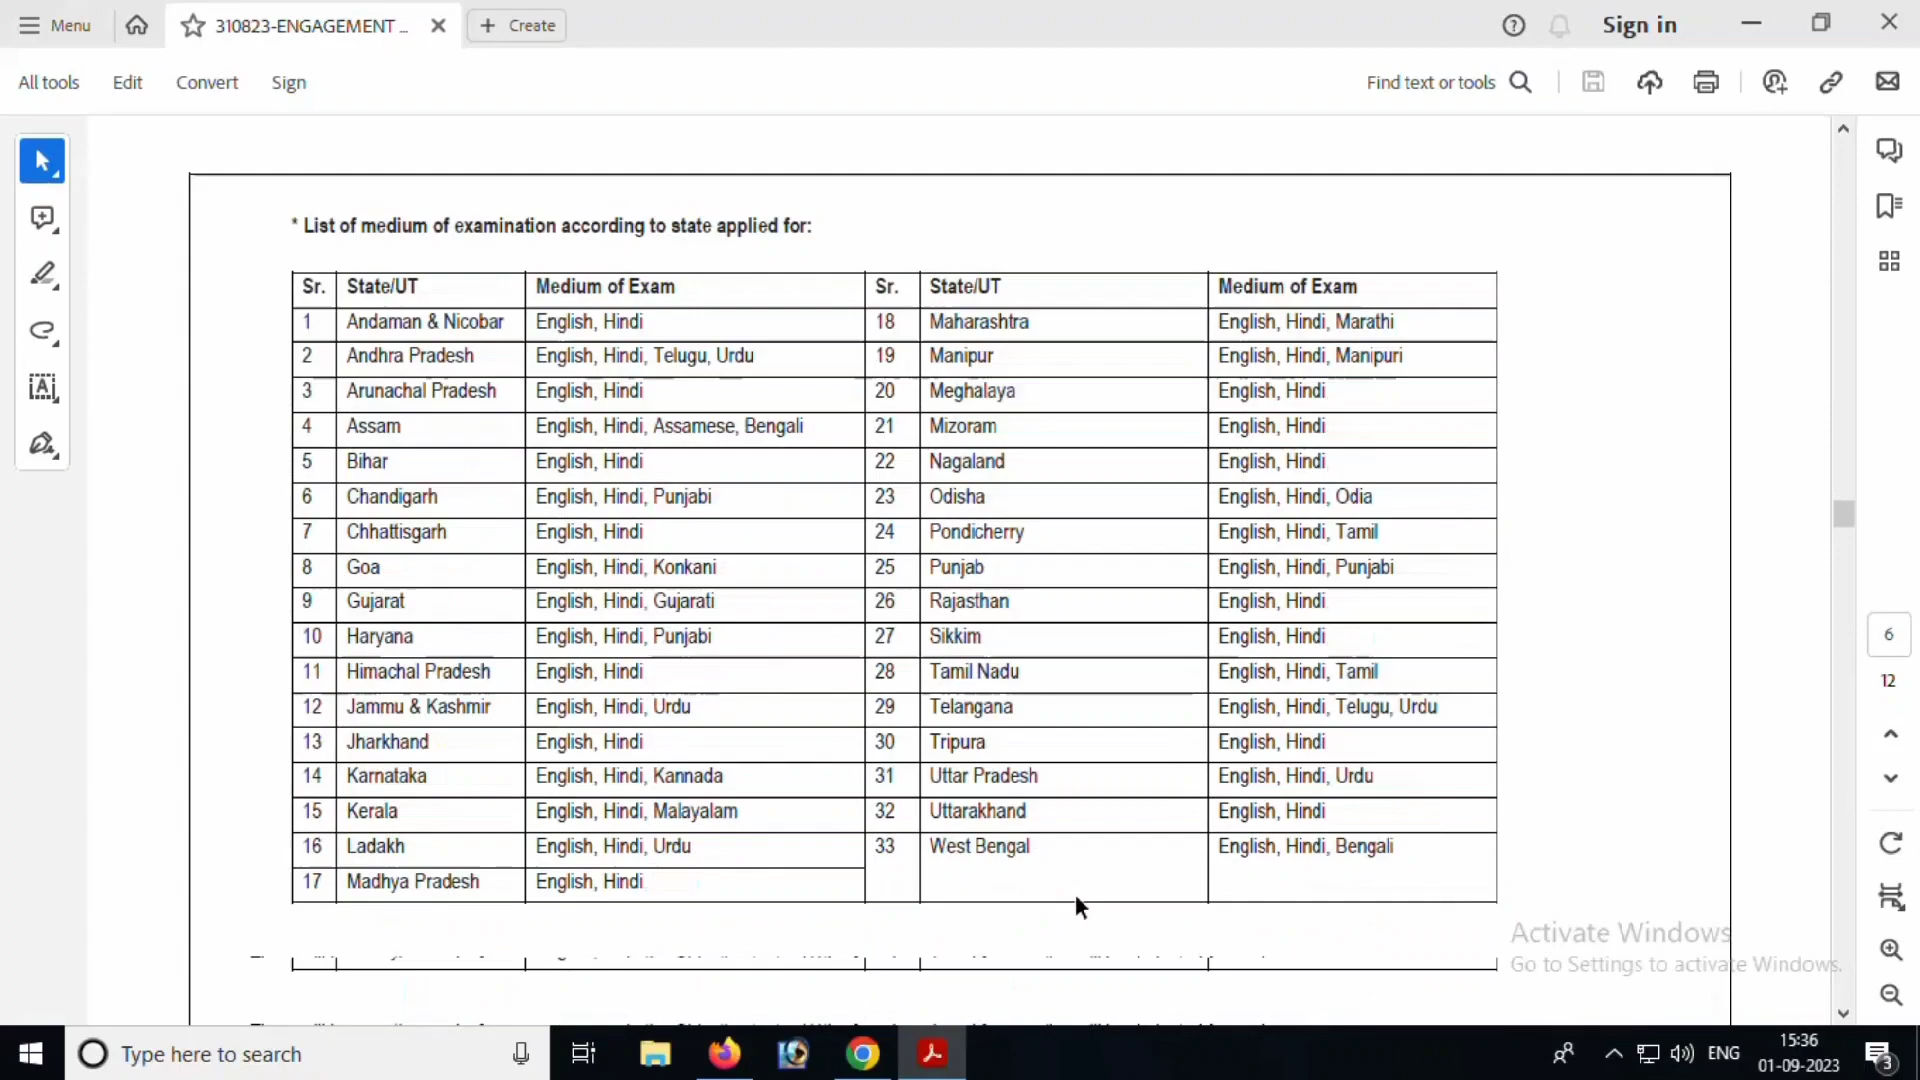 Menu
310823-ENGAGEMENT ...
Create
Sign in
All tools
Edit
Convert
Sign
Find text or tools
* List of medium of examination according to state applied for:
Sr. State/UT Medium of Exam Sr. State/UT Medium of Exam
1 Andaman & Nicobar English, Hindi 18 Maharashtra English, Hindi, Marathi
2 Andhra Pradesh English, Hindi, Telugu, Urdu 19 Manipur English, Hindi, Manipuri
3 Arunachal Pradesh English, Hindi 20 Meghalaya English, Hindi
4 Assam English, Hindi, Assamese, Bengali 21 Mizoram English, Hindi
5 Bihar English, Hindi 22 Nagaland English, Hindi
6 Chandigarh English, Hindi, Punjabi 23 Odisha English, Hindi, Odia
7 Chhattisgarh English, Hindi 24 Pondicherry English, Hindi, Tamil
8 Goa English, Hindi, Konkani 25 Punjab English, Hindi, Punjabi
9 Gujarat English, Hindi, Gujarati 26 Rajasthan English, Hindi
10 Haryana English, Hindi, Punjabi 27 Sikkim English, Hindi
11 Himachal Pradesh English, Hindi 28 Tamil Nadu English, Hindi, Tamil
12 Jammu & Kashmir English, Hindi, Urdu 29 Telangana English, Hindi, Telugu, Urdu
13 Jharkhand English, Hindi 30 Tripura English, Hindi
14 Karnataka English, Hindi, Kannada 31 Uttar Pradesh English, Hindi, Urdu
15 Kerala English, Hindi, Malayalam 32 Uttarakhand English, Hindi
16 Ladakh English, Hindi, Urdu 33 West Bengal English, Hindi, Bengali
17 Madhya Pradesh English, Hindi
6
12
Activate Windows
Go to Settings to activate Windows.
Type here to search
ENG
15:36
01-09-2023
3